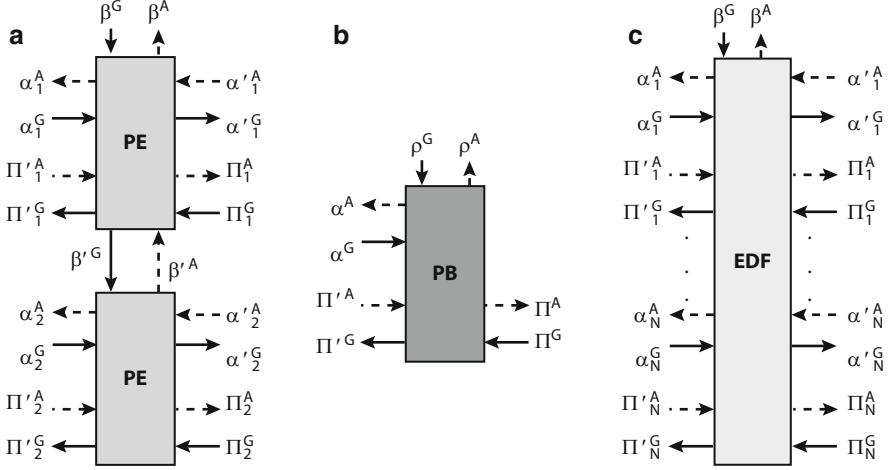 a
β^G β^A
α_1^A α'_1^A
α_1^G α'_1^G
PE
Π'_1^A Π_1^A
Π'_1^G Π_1^G
β'^G β'^A
α_2^A α'_2^A
α_2^G α'_2^G
PE
Π'_2^A Π_2^A
Π'_2^G Π_2^G
b
ρ^G ρ^A
α^A
α^G
PB
Π'^A Π^A
Π'^G Π^G
c
β^G β^A
α_1^A α'_1^A
α_1^G α'_1^G
Π'_1^A Π_1^A
Π'_1^G Π_1^G
EDF
α_N^A α'_N^A
α_N^G α'_N^G
Π'_N^A Π_N^A
Π'_N^G Π_N^G